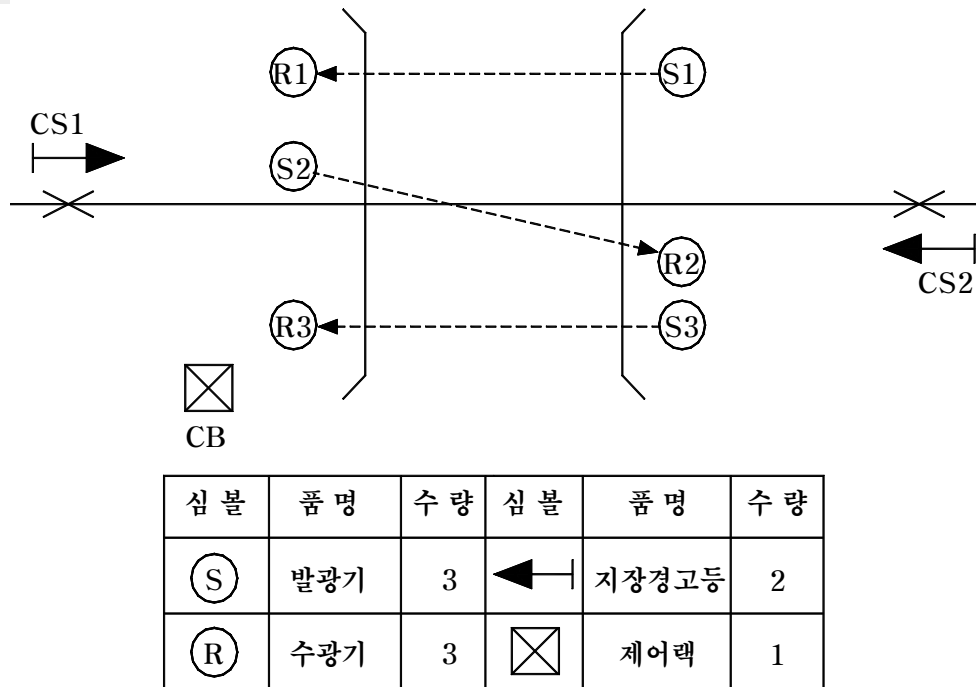 R1 S1
CS1
S2
R2
CS2
R3 S3
CB
심 볼 품 명 수 량 심 볼 품 명 수 량
S 발광기 3 지장경고등 2
R 수광기 3 제어랙 1